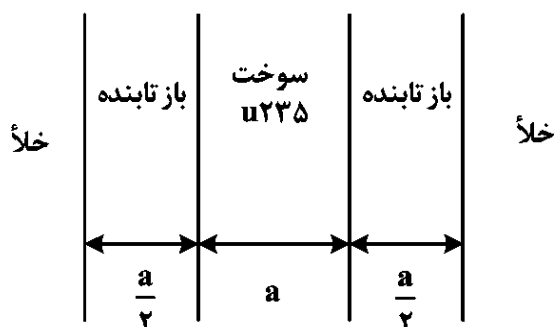 خلأ
بازتابنده
سوخت
u۲۳۵
بازتابنده
خلأ
a/۲
a
a/۲